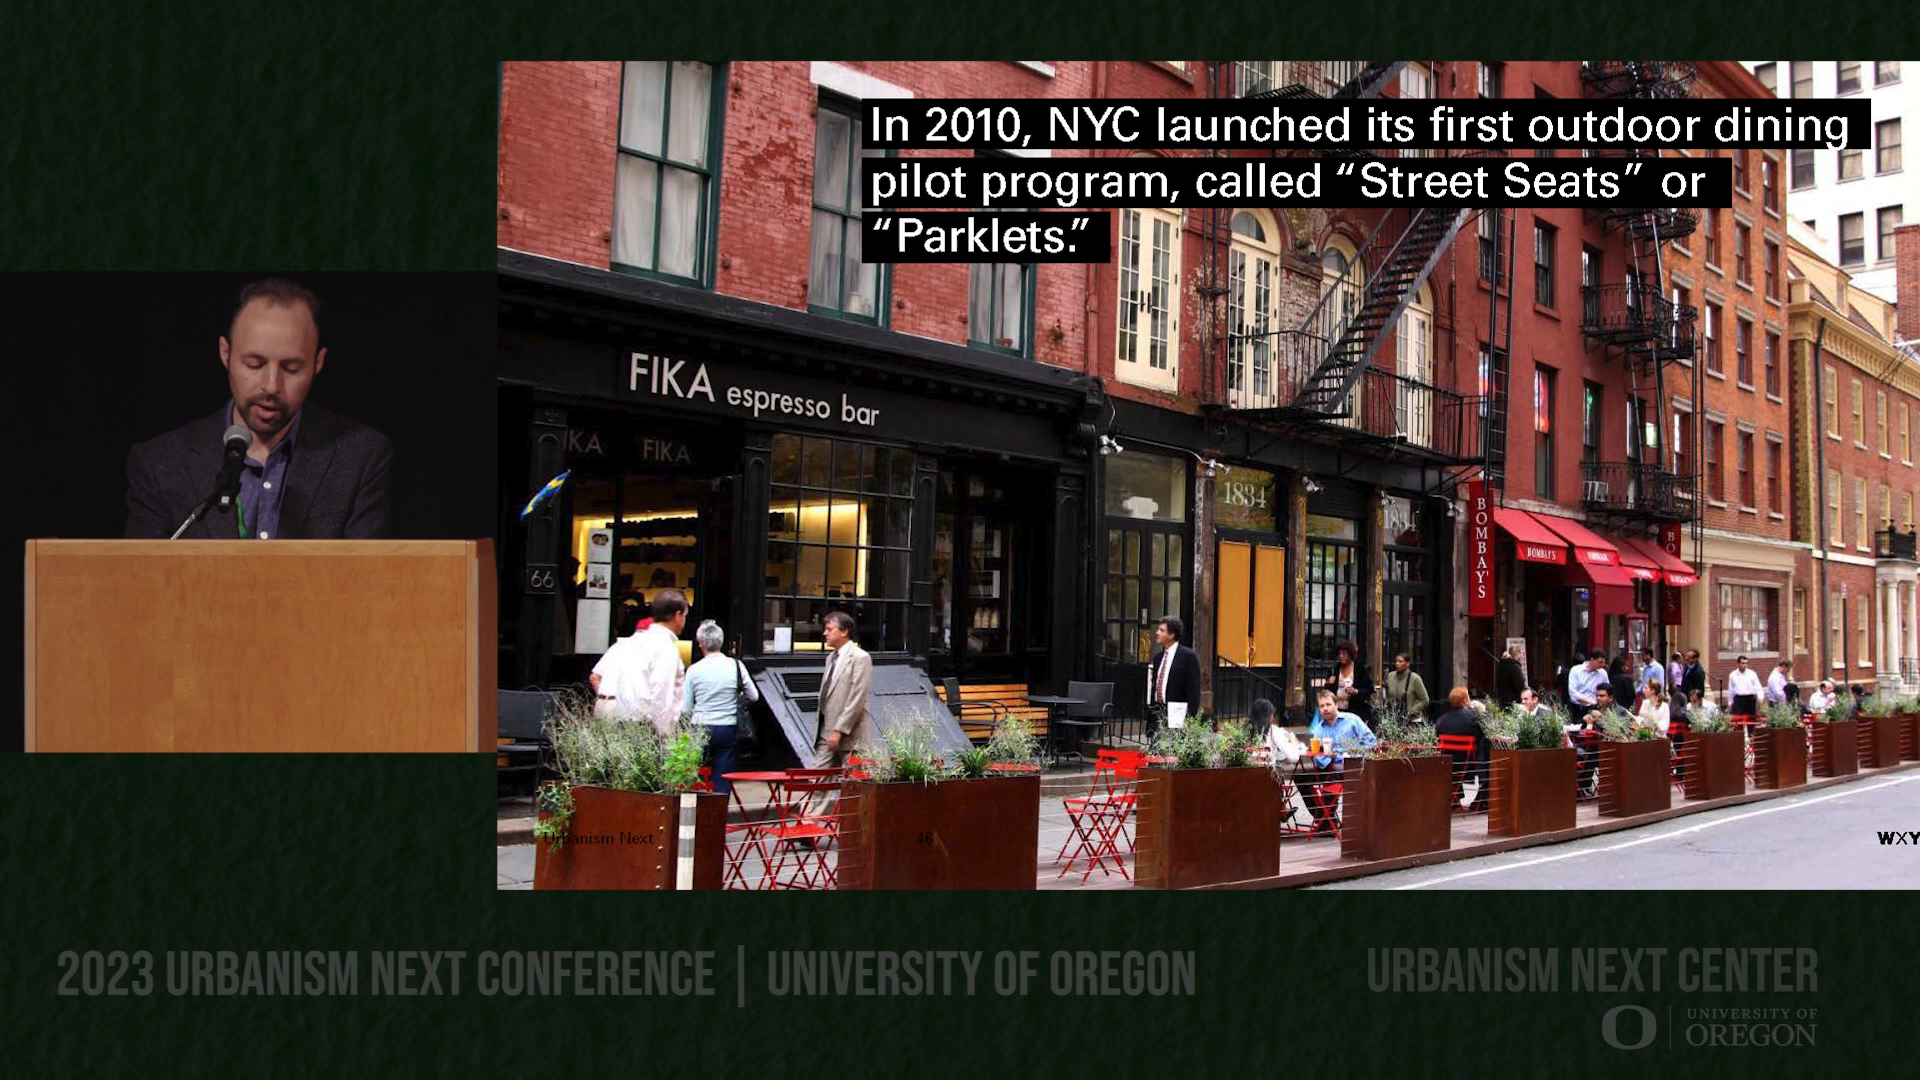 In 2010, NYC launched its first outdoor dining
pilot program, called “Street Seats” or
“Parklets.”
FIKA espresso bar
FIKA
1834
BOMBAY'S
BOMBAY'S
66
Urbanism Next
46
WXY
2023 URBANISM NEXT CONFERENCE | UNIVERSITY OF OREGON
URBANISM NEXT CENTER
O
UNIVERSITY OF
OREGON